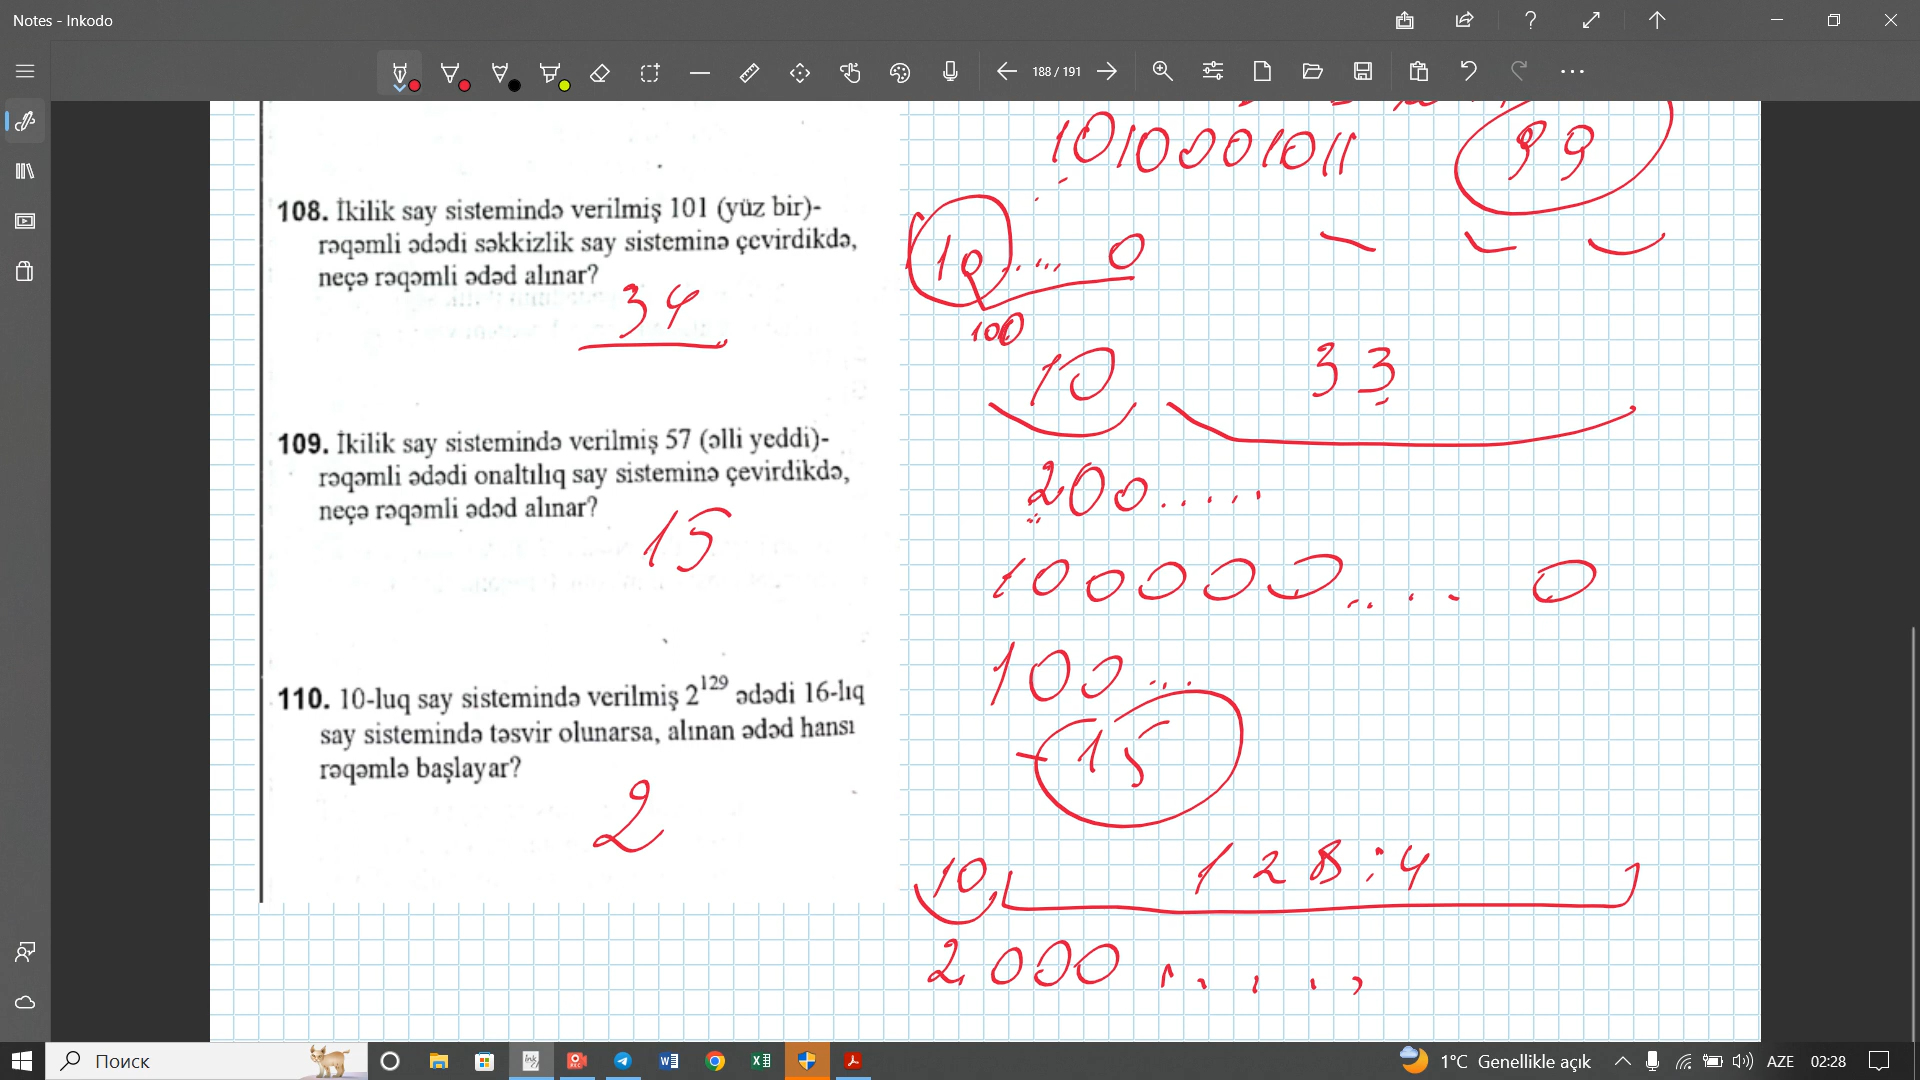 Notes - Inkodo
188 / 191
1010001011
99
108. İkilik say sistemində verilmiş 101 (yüz bir)-
rəqəmli ədədi səkkizlik say sisteminə çevirdikdə,
neçə rəqəmli ədəd alınar?
34
10..... 0
100
10 33
109. İkilik say sistemində verilmiş 57 (əlli yeddi)-
rəqəmli ədədi onaltılıq say sisteminə çevirdikdə,
neçə rəqəmli ədəd alınar?
15
200.....
100000..... 0
100...
15
110. 10-luq say sistemində verilmiş 2¹²⁹ ədədi 16-lıq
say sistemində təsvir olunarsa, alınan ədəd hansı
rəqəmlə başlayar?
2
10 128:4
2000.....
Поиск
1°C Genellikle açık
AZE
02:28